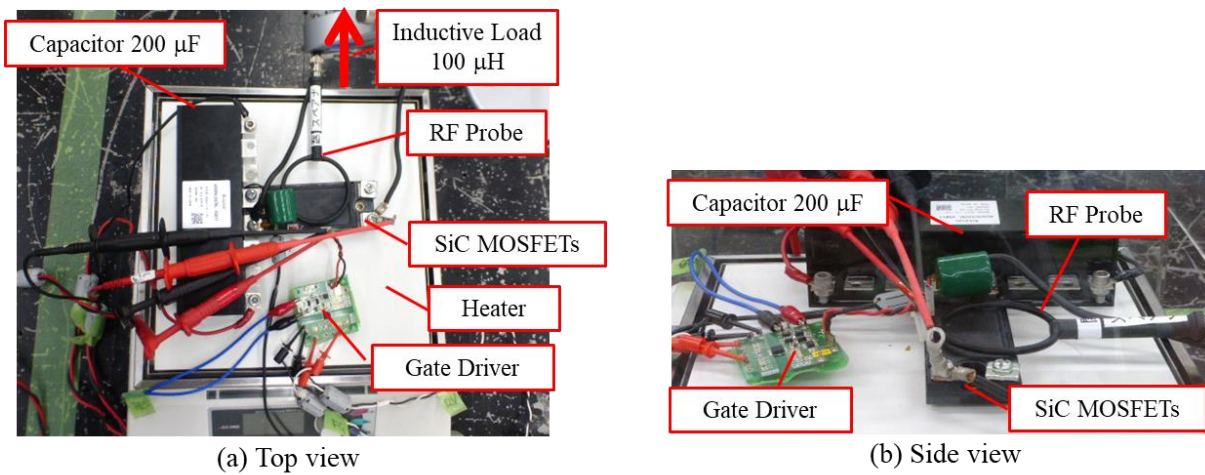 Capacitor 200 μF
Inductive Load
100 μH
RF Probe
SiC MOSFETs
Heater
Gate Driver
(a) Top view
Capacitor 200 μF
RF Probe
Gate Driver
SiC MOSFETs
(b) Side view